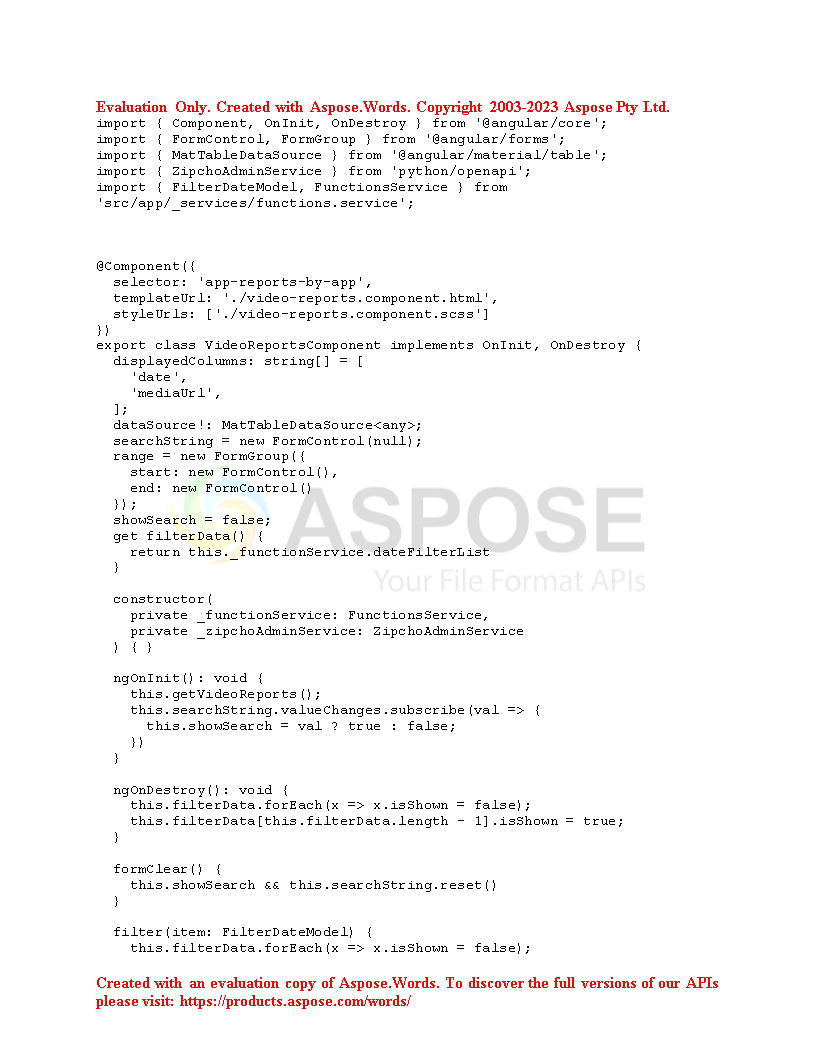 Evaluation Only. Created with Aspose.Words. Copyright 2003-2023 Aspose Pty Ltd.
import { Component, OnInit, OnDestroy } from '@angular/core';
import { FormControl, FormGroup } from '@angular/forms';
import { MatTableDataSource } from '@angular/material/table';
import { ZipchoAdminService } from 'python/openapi';
import { FilterDateModel, FunctionsService } from
'src/app/_services/functions.service';
@Component({
  selector: 'app-reports-by-app',
  templateUrl: './video-reports.component.html',
  styleUrls: ['./video-reports.component.scss']
})
export class VideoReportsComponent implements OnInit, OnDestroy {
  displayedColumns: string[] = [
    'date',
    'mediaUrl',
  ];
  dataSource!: MatTableDataSource<any>;
  searchString = new FormControl(null);
  range = new FormGroup({
    start: new FormControl(),
    end: new FormControl()
  });
  showSearch = false;
  get filterData() {
    return this._functionService.dateFilterList
  }
ASPOSE
Your File Format APIs
  constructor(
    private _functionService: FunctionsService,
    private _zipchoAdminService: ZipchoAdminService
  ) { }
  ngOnInit(): void {
    this.getVideoReports();
    this.searchString.valueChanges.subscribe(val => {
      this.showSearch = val ? true : false;
    })
  }
  ngOnDestroy(): void {
    this.filterData.forEach(x => x.isShown = false);
    this.filterData[this.filterData.length - 1].isShown = true;
  }
  formClear() {
    this.showSearch && this.searchString.reset()
  }
  filter(item: FilterDateModel) {
    this.filterData.forEach(x => x.isShown = false);
Created with an evaluation copy of Aspose.Words. To discover the full versions of our APIs
please visit: https://products.aspose.com/words/